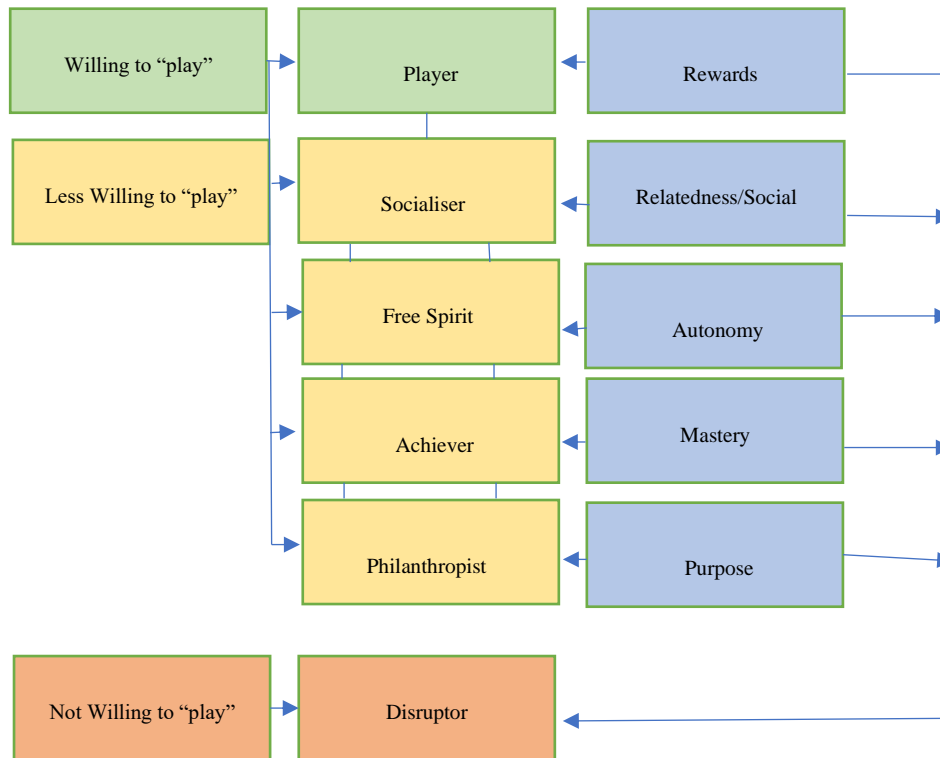 Willing to “play”
Player
Rewards
Less Willing to “play”
Socialiser
Relatedness/Social
Free Spirit
Autonomy
Achiever
Mastery
Philanthropist
Purpose
Not Willing to “play”
Disruptor